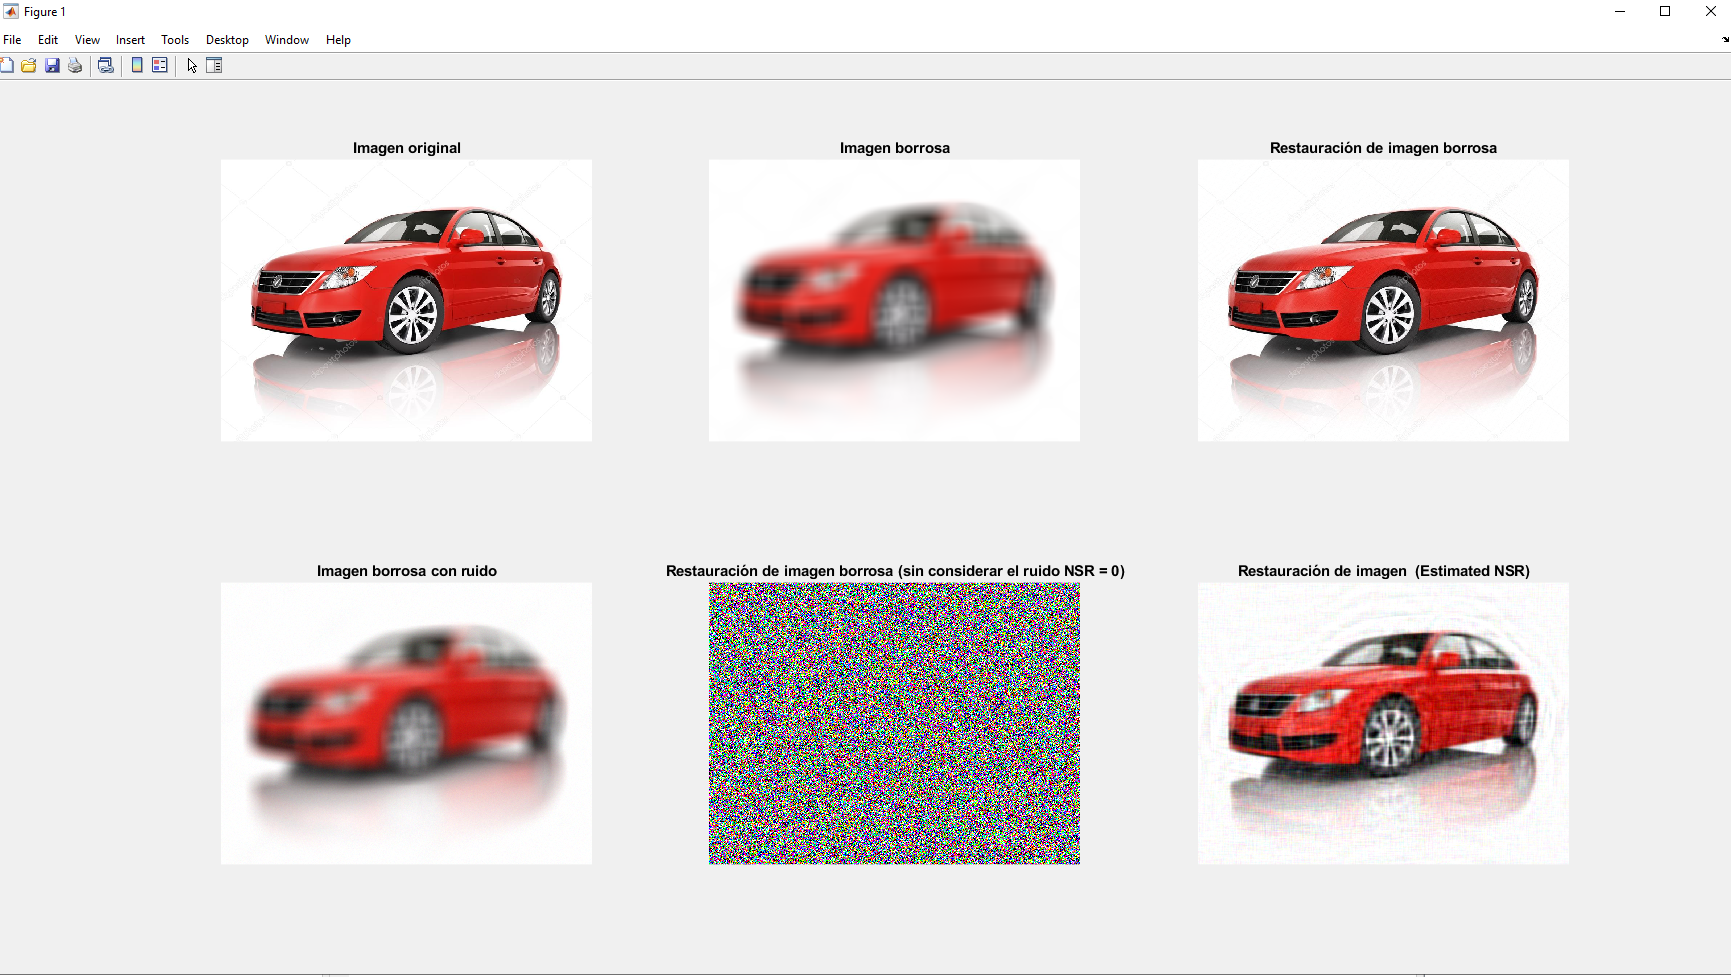 Figure 1
File Edit View Insert Tools Desktop Window Help
Imagen original
Imagen borrosa
Restauración de imagen borrosa
Imagen borrosa con ruido
Restauración de imagen borrosa (sin considerar el ruido NSR = 0)
Restauración de imagen (Estimated NSR)